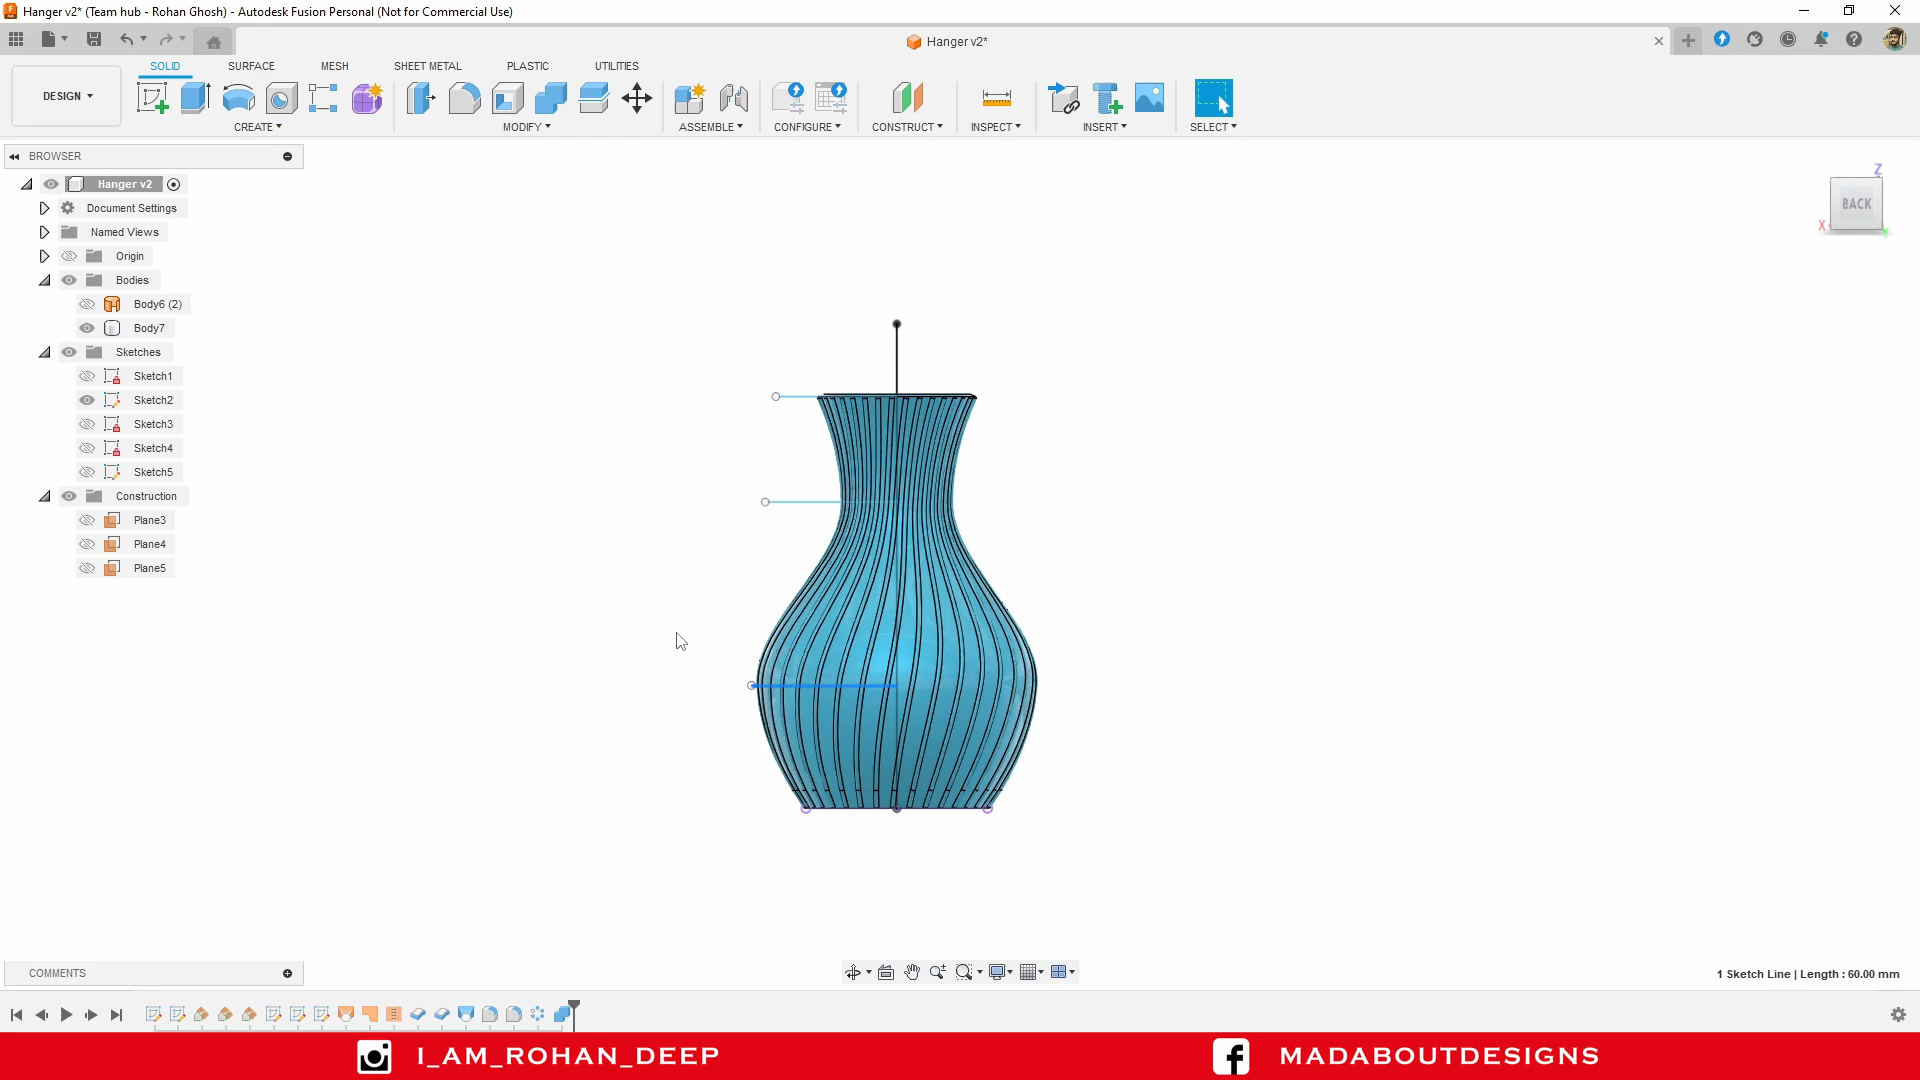 Hanger v2* (Team hub - Rohan Ghosh) - Autodesk Fusion Personal (Not for Commercial Use)
Hanger v2*
DESIGN
SOLID SURFACE MESH SHEET METAL PLASTIC UTILITIES
CREATE MODIFY ASSEMBLE CONFIGURE CONSTRUCT INSPECT INSERT SELECT
BROWSER
Hanger v2
Document Settings
Named Views
Origin
Bodies
Body6 (2)
Body7
Sketches
Sketch1
Sketch2
Sketch3
Sketch4
Sketch5
Construction
Plane3
Plane4
Plane5
Z
BACK
X
COMMENTS
1 Sketch Line | Length : 60.00 mm
I_AM_ROHAN_DEEP
MADABOUTDESIGNS